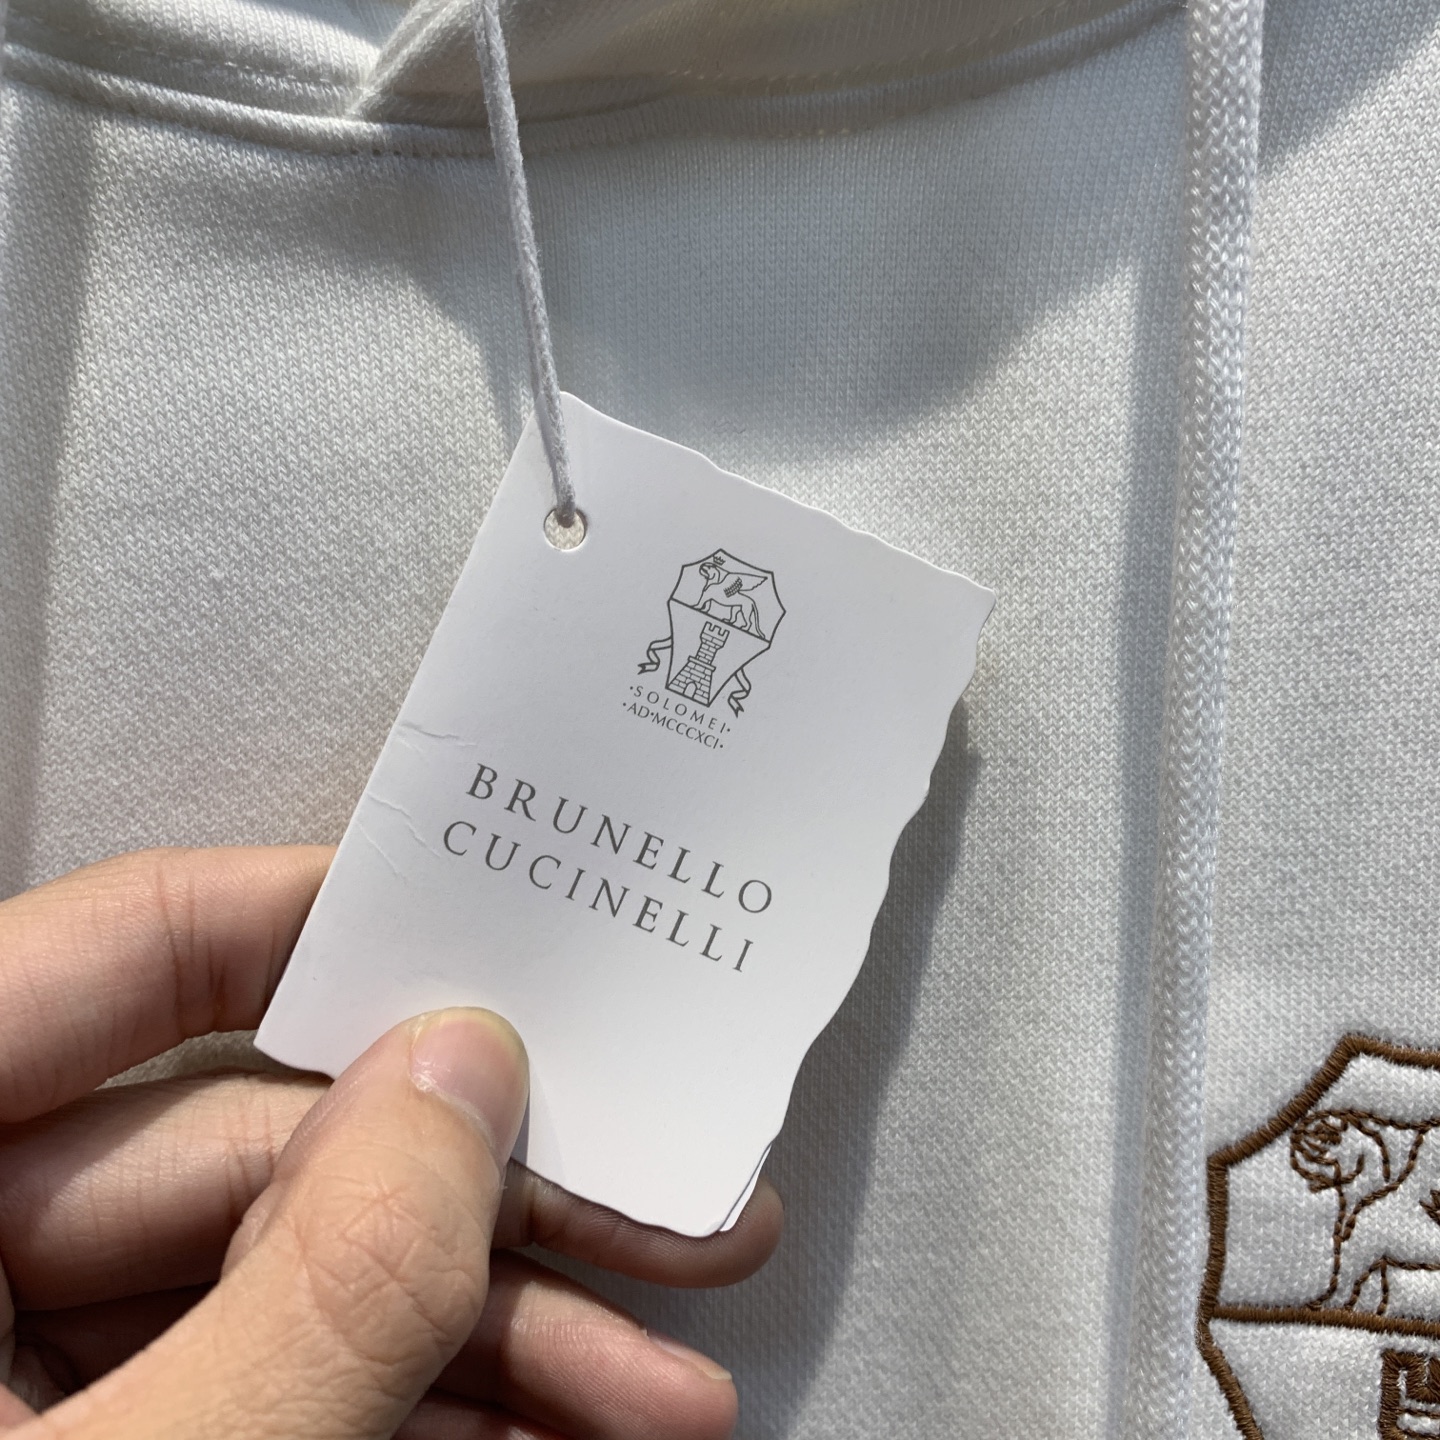 ·SOLOMEI·
·AD·MCCCXCI·
BRUNELLO
CUCINELLI